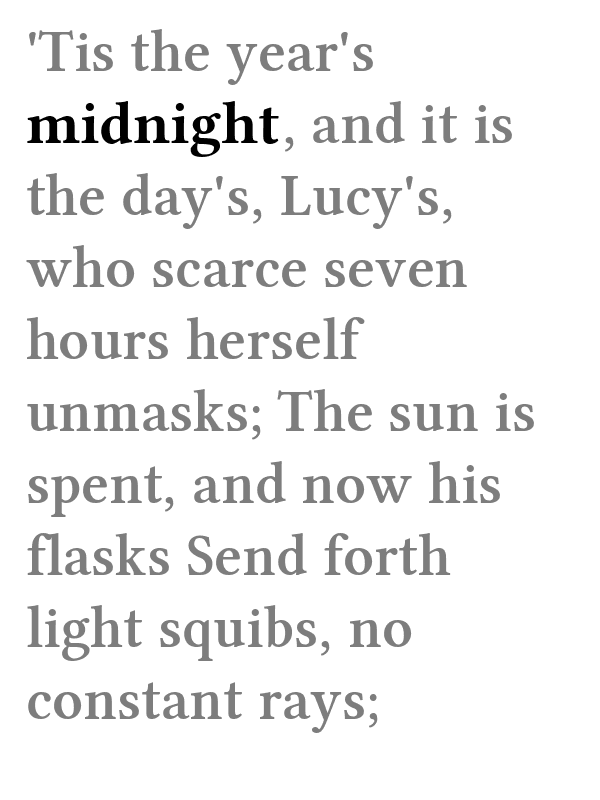 'Tis the year's
midnight, and it is
the day's, Lucy's,
who scarce seven
hours herself
unmasks; The sun is
spent, and now his
flasks Send forth
light squibs, no
constant rays;